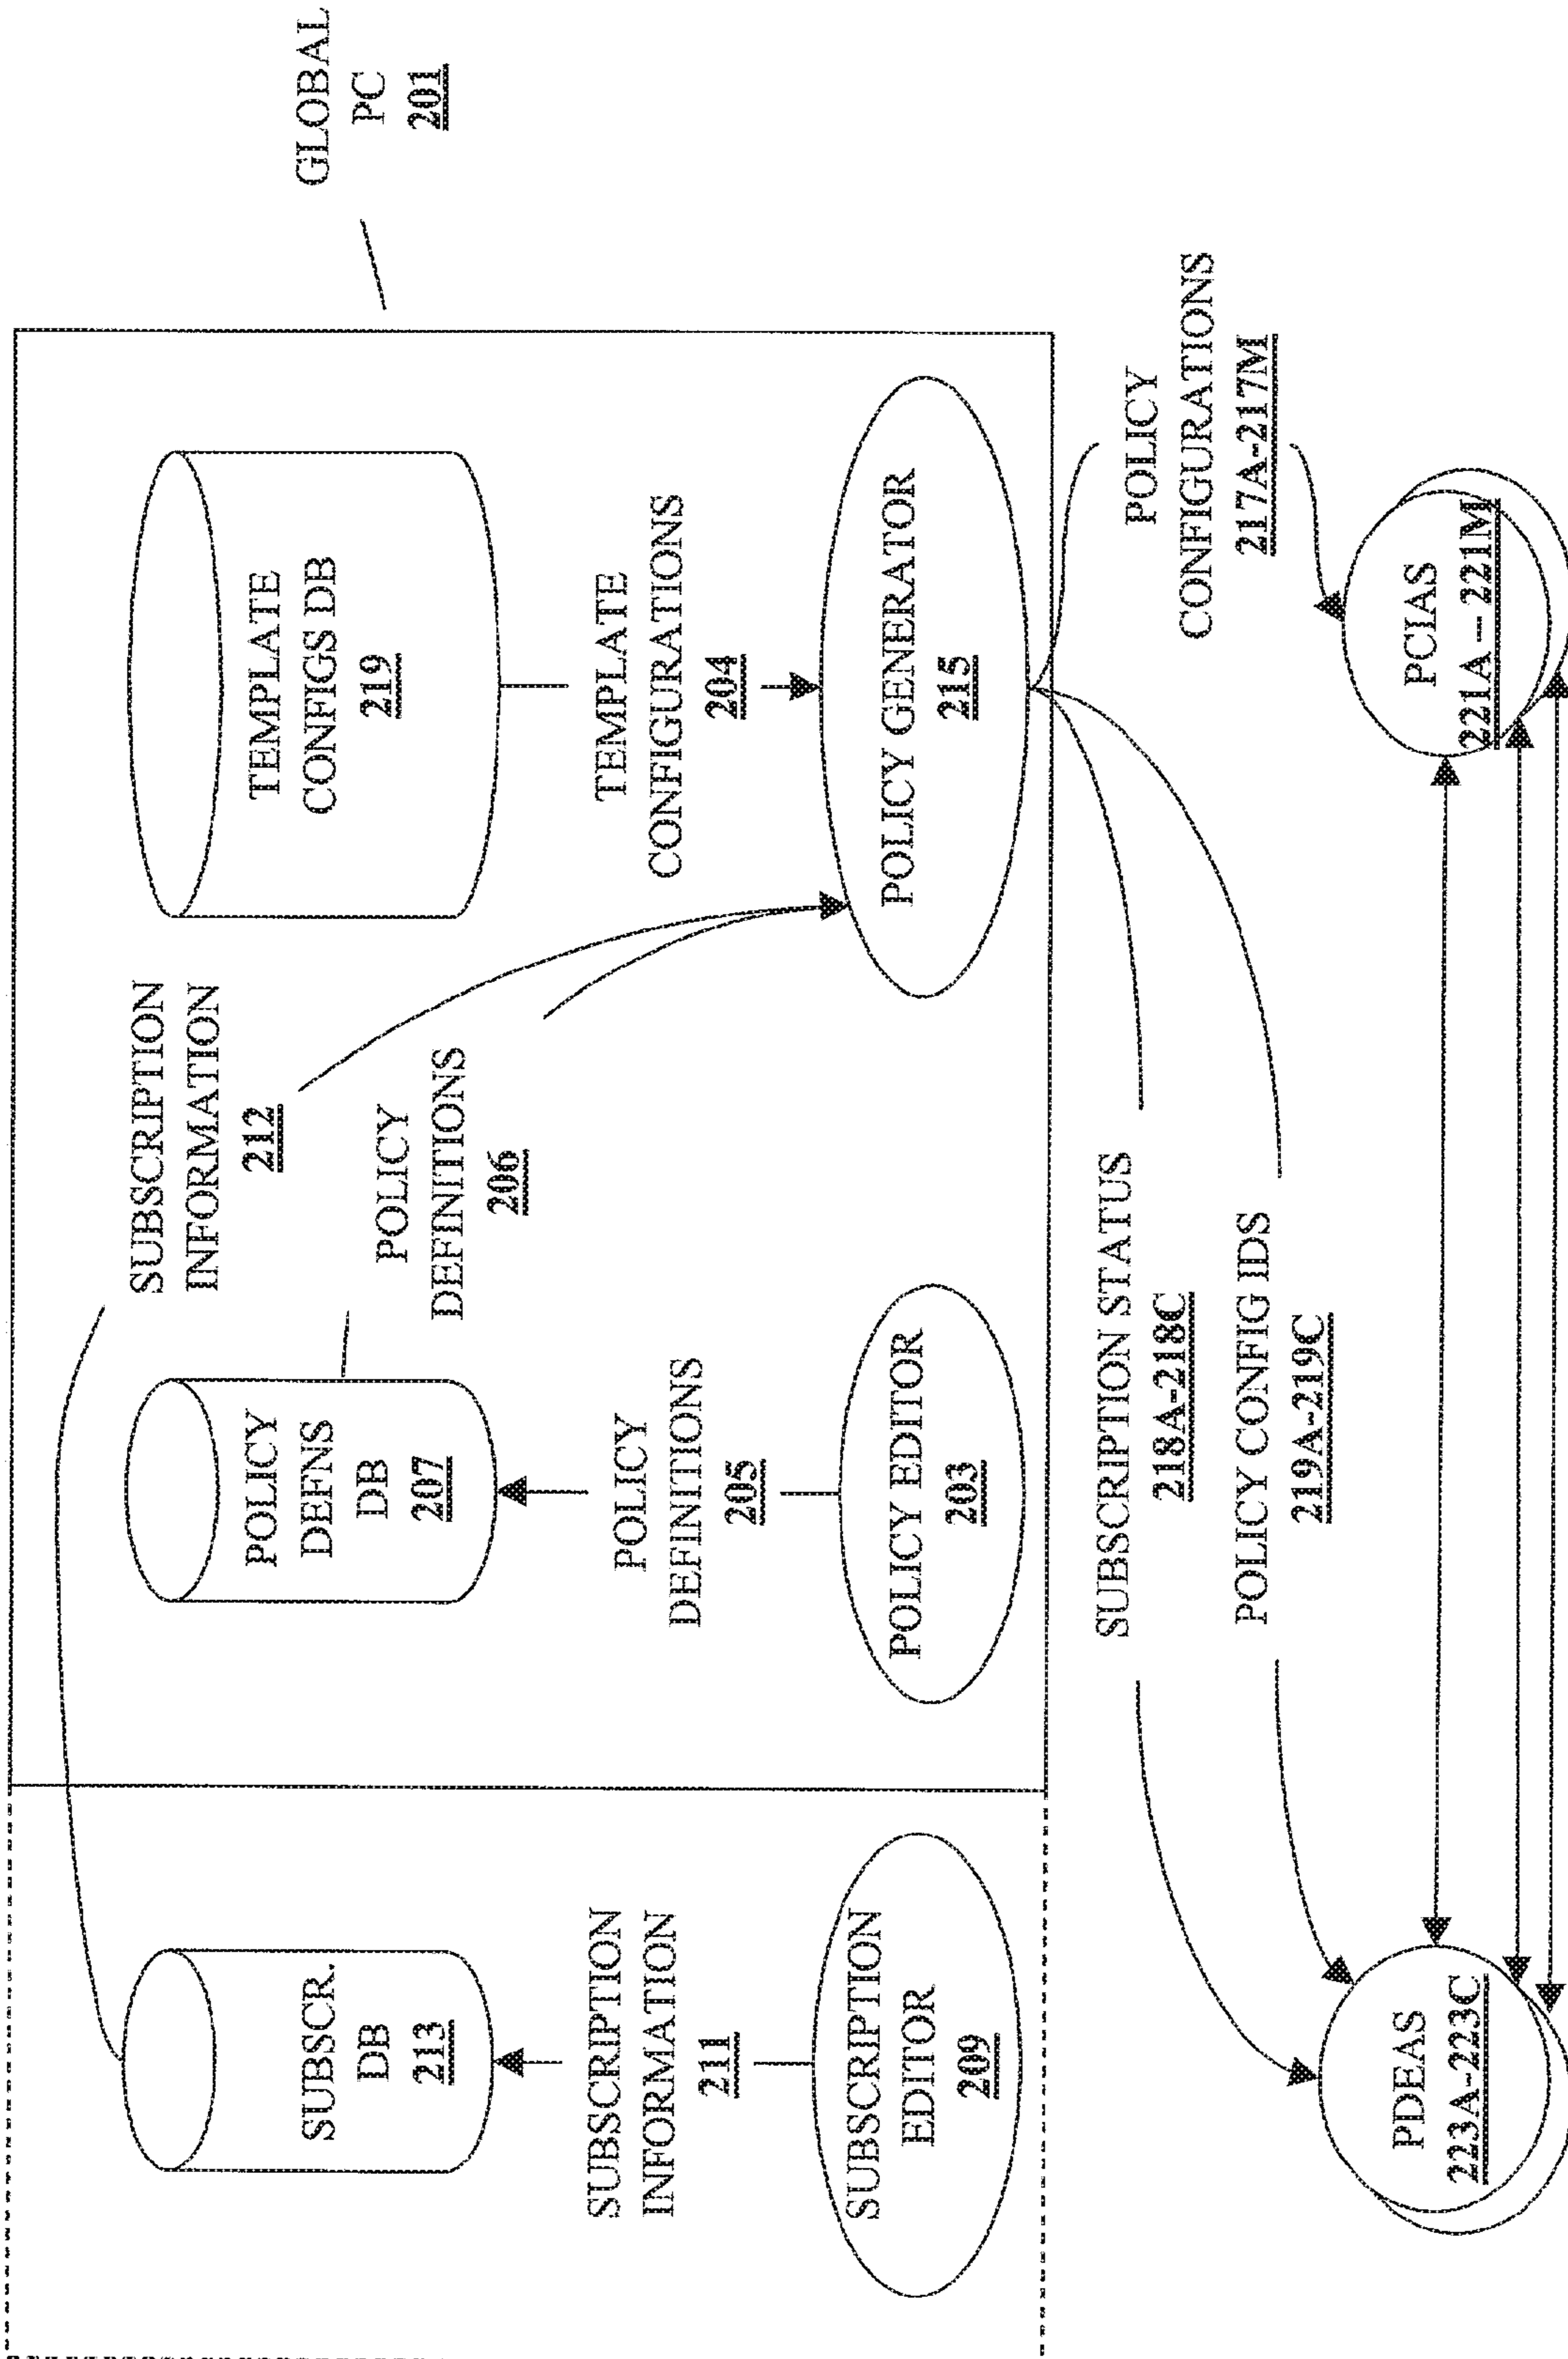 SUBSCR.
DB
213
SUBSCRIPTION
INFORMATION
211
SUBSCRIPTION
EDITOR
209
POLICY
DEFNS
DB
207
POLICY
DEFINITIONS
205
POLICY EDITOR
203
SUBSCRIPTION
INFORMATION
212
POLICY
DEFINITIONS
206
TEMPLATE
CONFIGS DB
219
TEMPLATE
CONFIGURATIONS
204
POLICY GENERATOR
215
GLOBAL
PC
201
SUBSCRIPTION STATUS
218A-218C
POLICY CONFIG IDS
219A-219C
POLICY
CONFIGURATIONS
217A-217M
PDEAS
223A-223C
PCIAS
221A – 221M